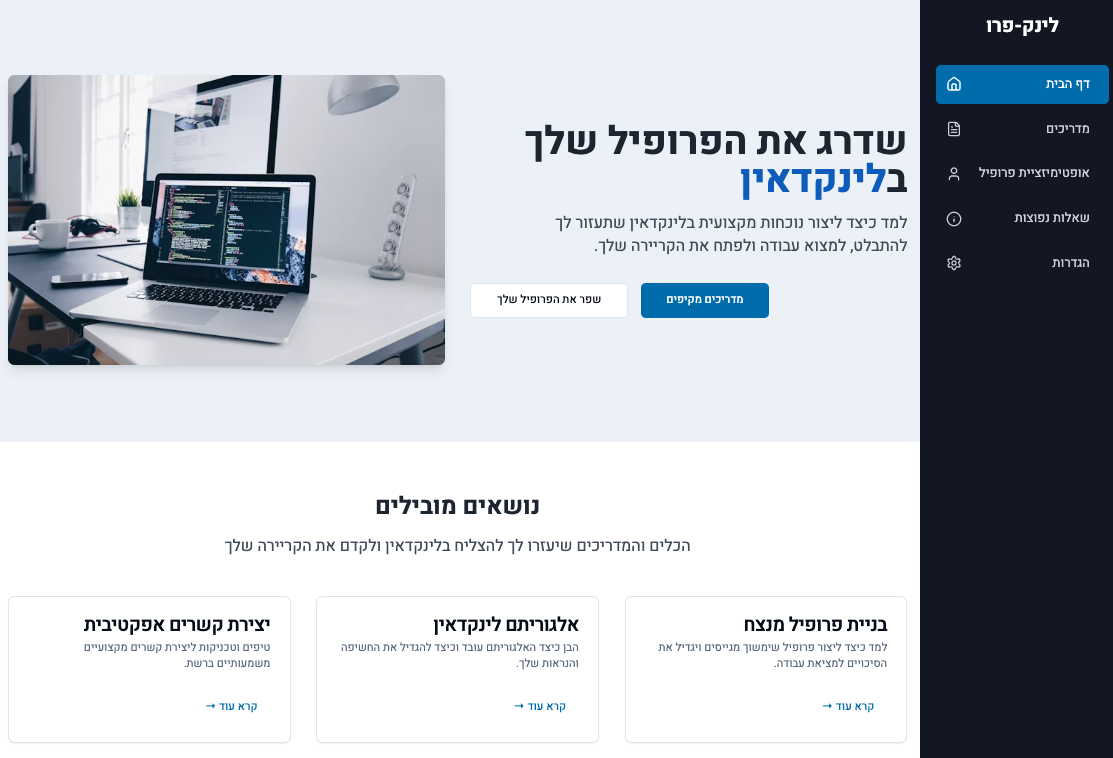 לינק-פרו
דף הבית
מדריכים
אופטימיזציית פרופיל
שאלות נפוצות
הגדרות
שדרג את הפרופיל שלך
בלינקדאין
למד כיצד ליצור נוכחות מקצועית בלינקדאין שתעזור לך
להתבלט, למצוא עבודה ולפתח את הקריירה שלך.
מדריכים מקיפים
שפר את הפרופיל שלך
נושאים מובילים
הכלים והמדריכים שיעזרו לך להצליח בלינקדאין ולקדם את הקריירה שלך
בניית פרופיל מנצח
למד כיצד ליצור פרופיל שימשוך מגייסים ויגדיל את
הסיכויים למציאת עבודה.
קרא עוד →
אלגוריתם לינקדאין
הבן כיצד האלגוריתם עובד וכיצד להגדיל את החשיפה
והנראות שלך.
קרא עוד →
יצירת קשרים אפקטיבית
טיפים וטכניקות ליצירת קשרים מקצועיים
משמעותיים ברשת.
קרא עוד →